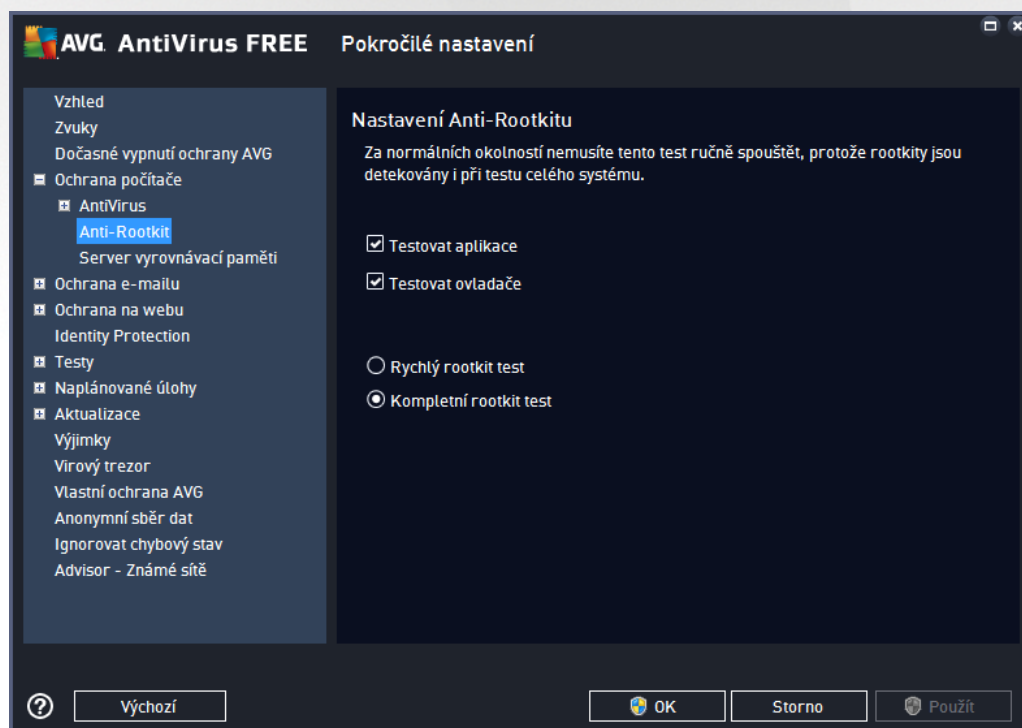 AVG. AntiVirus FREE Pokročilé nastavení
Vzhled
Zvuky
Dočasné vypnutí ochrany AVG
Ochrana počítače
AntiVirus
Anti-Rootkit
Server vyrovnávací paměti
Ochrana e-mailu
Ochrana na webu
Identity Protection
Testy
Naplánované úlohy
Aktualizace
Výjimky
Virový trezor
Vlastní ochrana AVG
Anonymní sběr dat
Ignorovat chybový stav
Advisor - Známé sítě
Nastavení Anti-Rootkitu
Za normálních okolností nemusíte tento test ručně spouštět, protože rootkity jsou
detekovány i při testu celého systému.
Testovat aplikace
Testovat ovladače
Rychlý rootkit test
Kompletní rootkit test
? Výchozí OK Storno Použít